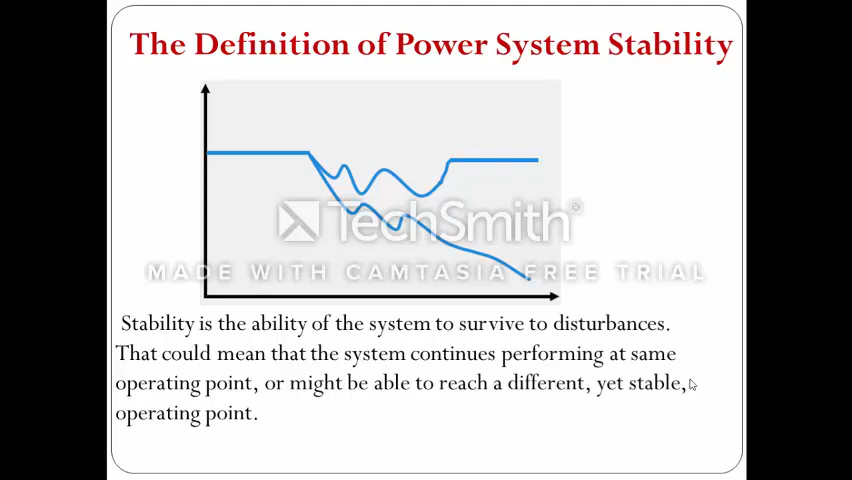 The Definition of Power System Stability
TechSmith®
MADE WITH CAMTASIA FREE TRIAL
Stability is the ability of the system to survive to disturbances.
That could mean that the system continues performing at same
operating point, or might be able to reach a different, yet stable,
operating point.